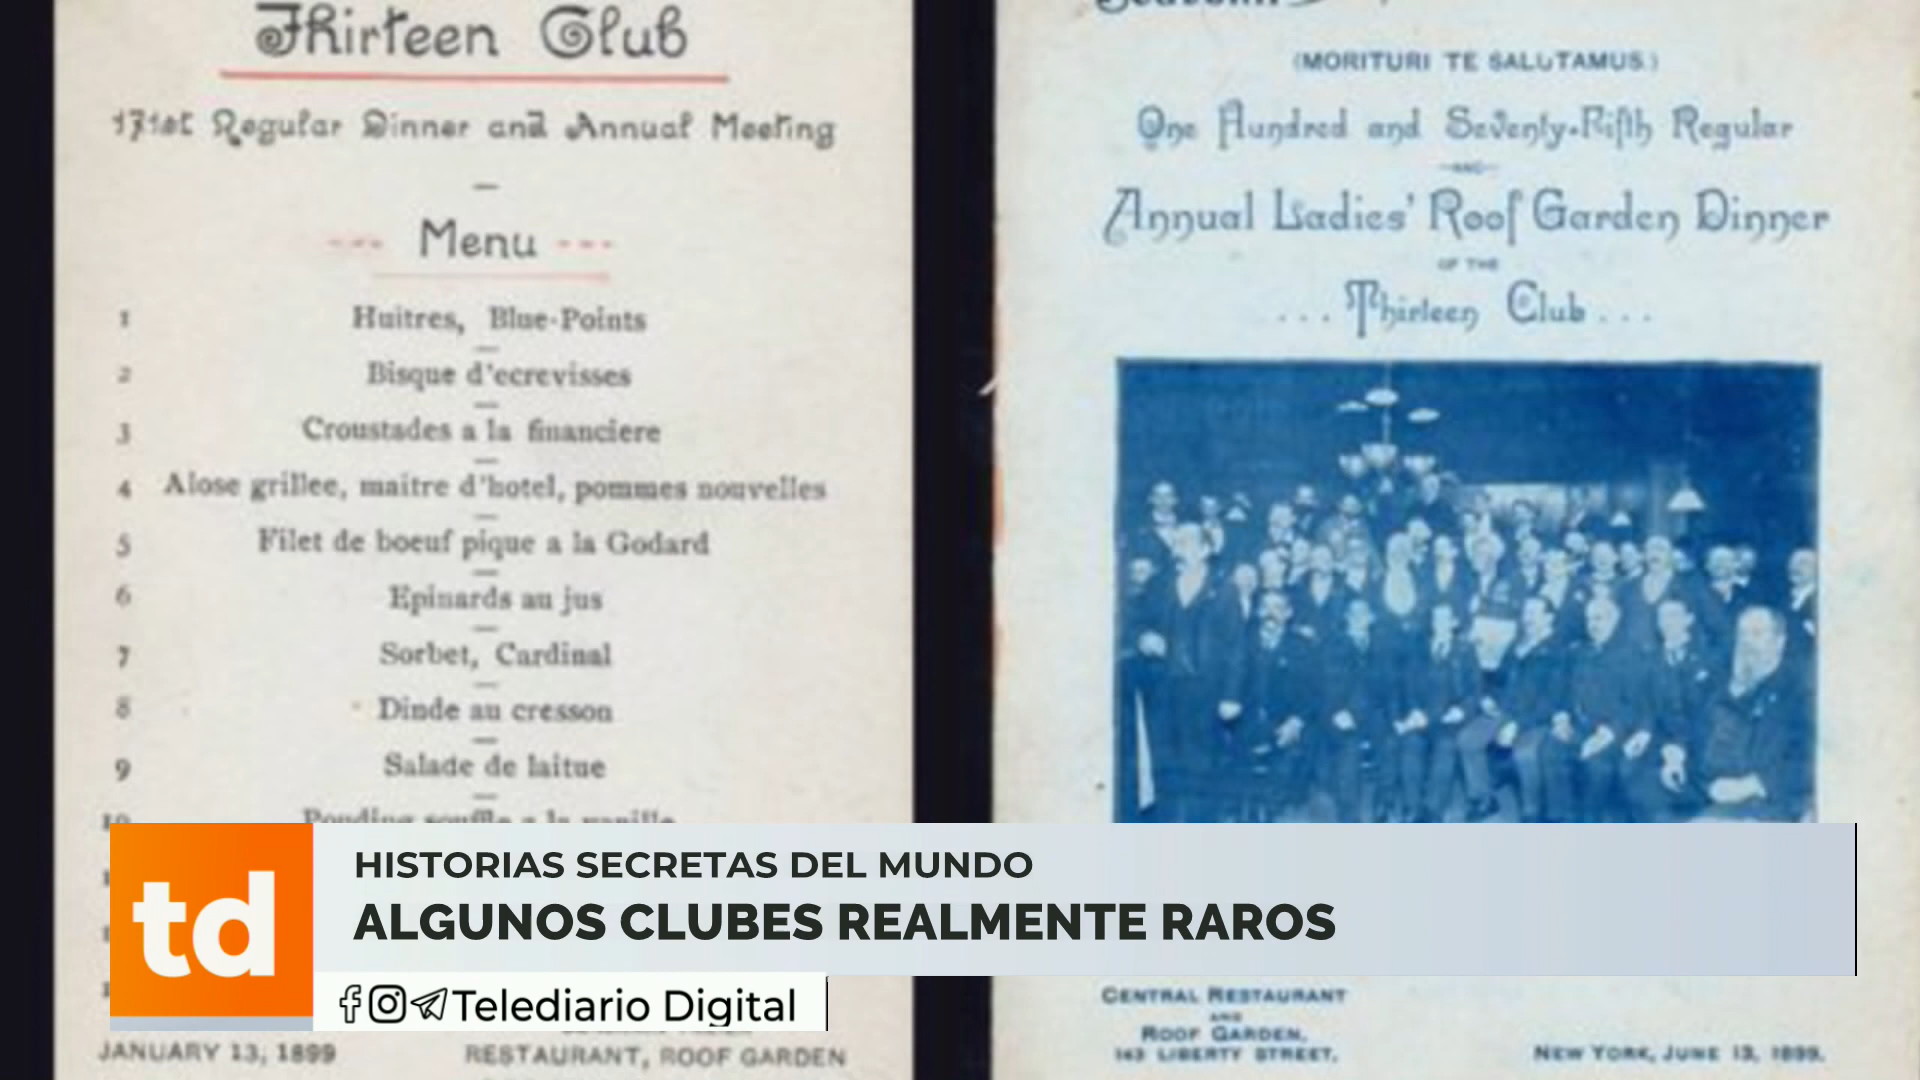 Thirteen Club
171st Regular Dinner and Annual Meeting
Menu
1 Huitres, Blue-Points
2 Bisque d'ecrevisses
3 Croustades a la financiere
4 Alose grillee, maitre d'hotel, pommes nouvelles
5 Filet de boeuf pique a la Godard
6 Epinards au jus
7 Sorbet, Cardinal
8 Dinde au cresson
9 Salade de laitue
10 Pouding souffle a la vanille
JANUARY 13, 1899
RESTAURANT, ROOF GARDEN
(MORITURI TE SALUTAMUS.)
One Hundred and Seventy-Fifth Regular
AND
Annual Ladies' Roof Garden Dinner
OF THE
...Thirteen Club...
CENTRAL RESTAURANT
AND
ROOF GARDEN,
143 LIBERTY STREET,
NEW YORK, JUNE 13, 1899.
td
HISTORIAS SECRETAS DEL MUNDO
ALGUNOS CLUBES REALMENTE RAROS
Telediario Digital